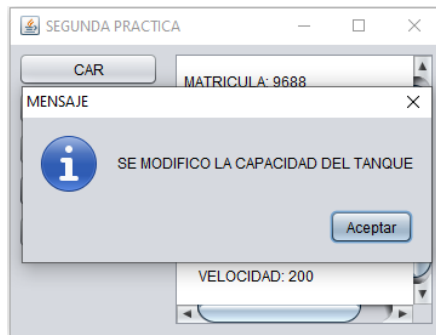 SEGUNDA PRACTICA
CAR
MATRICULA: 9688
MENSAJE
SE MODIFICO LA CAPACIDAD DEL TANQUE
Aceptar
VELOCIDAD: 200